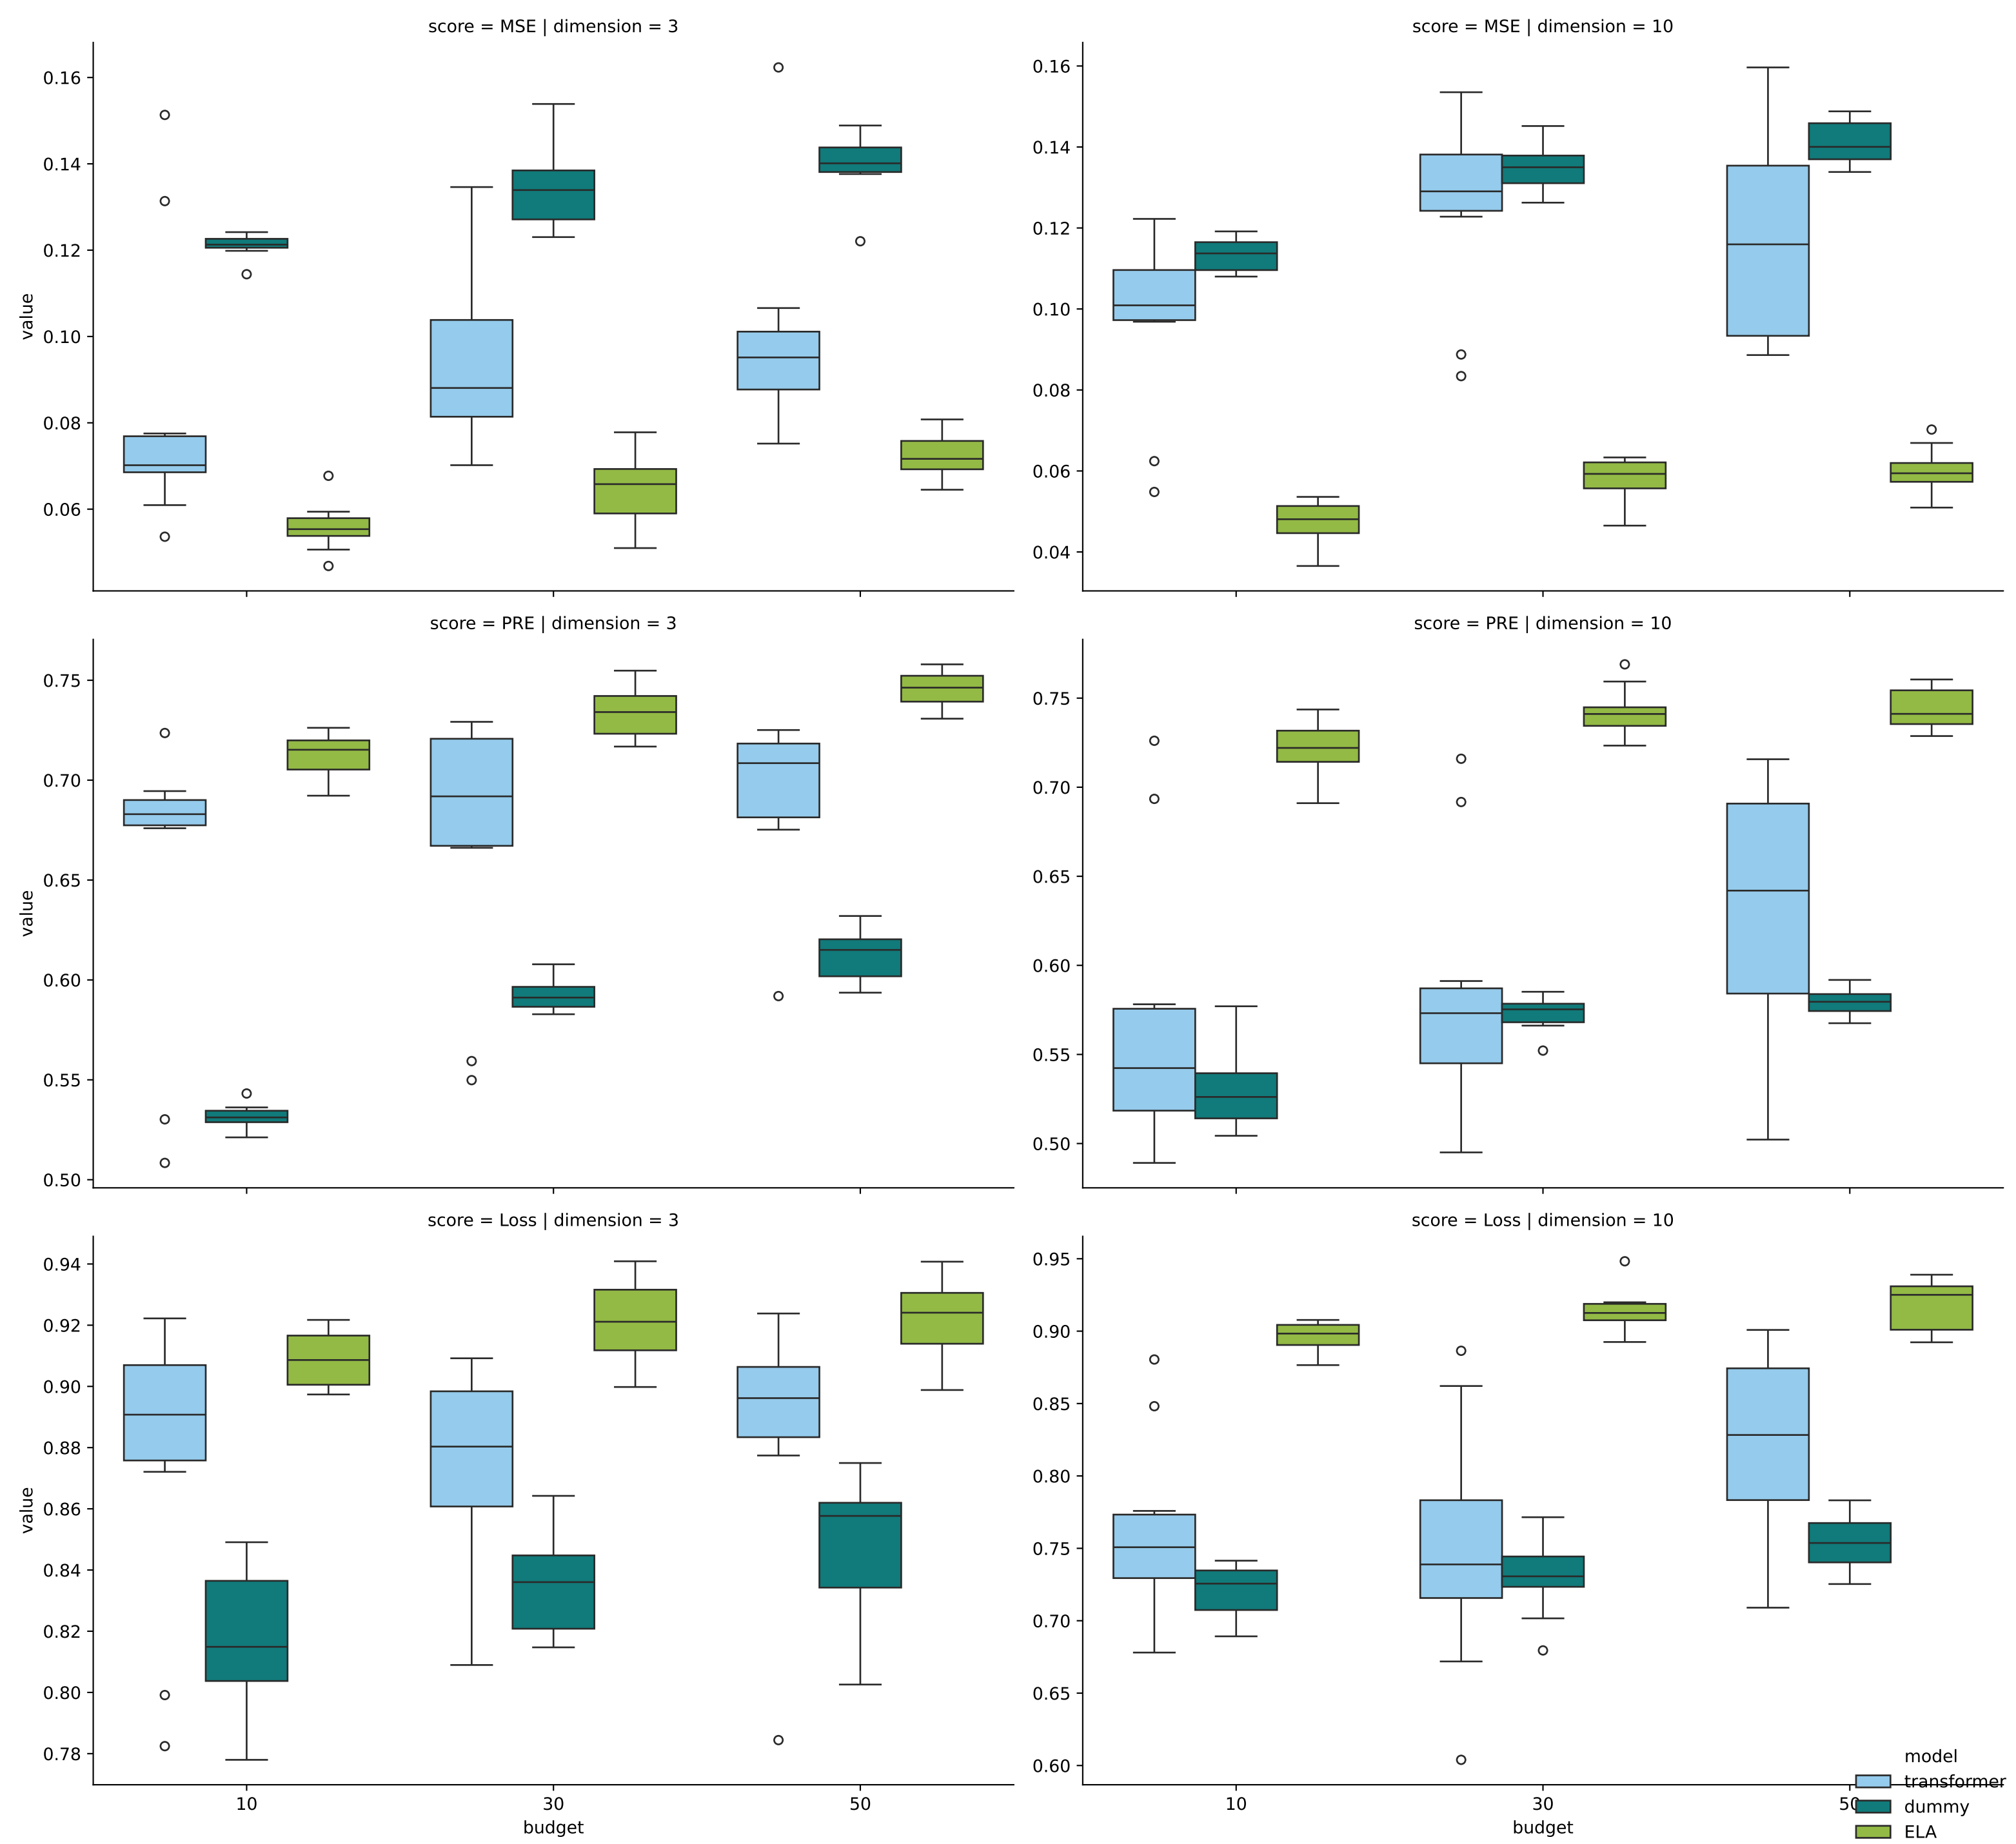 score = MSE | dimension = 3
0.16
0.14
0.12
0.10
0.08
0.06
value
score = MSE | dimension = 10
0.16
0.14
0.12
0.10
0.08
0.06
0.04
score = PRE | dimension = 3
0.75
0.70
0.65
0.60
0.55
0.50
value
score = PRE | dimension = 10
0.75
0.70
0.65
0.60
0.55
0.50
score = Loss | dimension = 3
0.94
0.92
0.90
0.88
0.86
0.84
0.82
0.80
0.78
value
10 30 50
budget
score = Loss | dimension = 10
0.95
0.90
0.85
0.80
0.75
0.70
0.65
0.60
10 30 50
budget
model
transformer
dummy
ELA